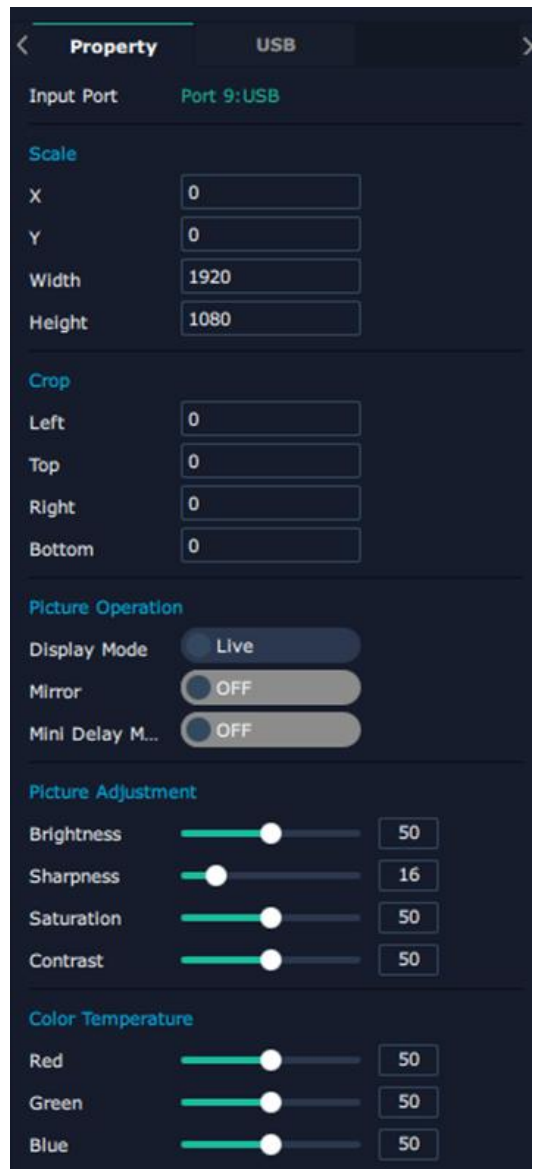 Property USB
Input Port Port 9:USB
Scale
X 0
Y 0
Width 1920
Height 1080
Crop
Left 0
Top 0
Right 0
Bottom 0
Picture Operation
Display Mode Live
Mirror OFF
Mini Delay M... OFF
Picture Adjustment
Brightness 50
Sharpness 16
Saturation 50
Contrast 50
Color Temperature
Red 50
Green 50
Blue 50